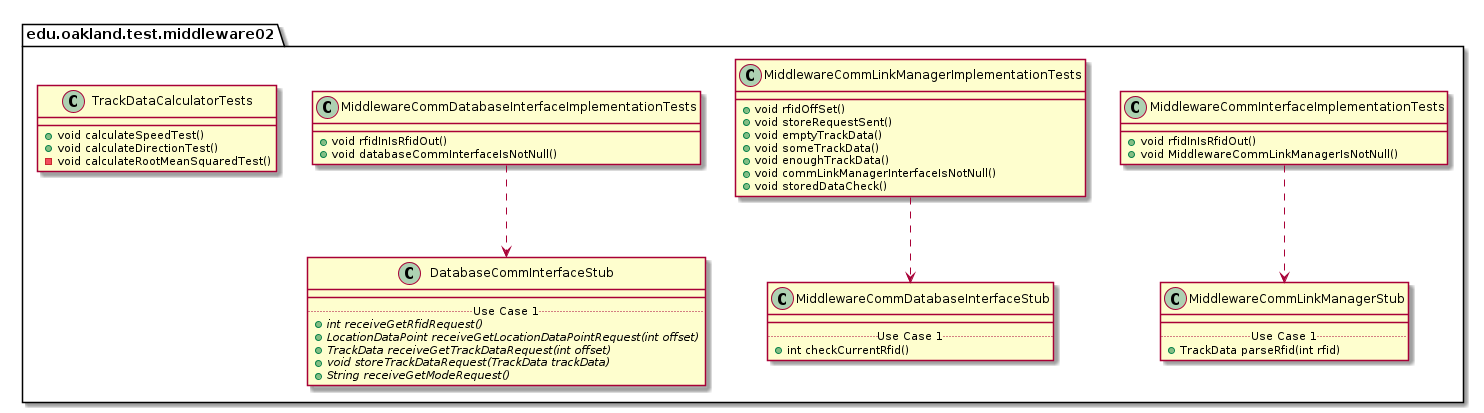 edu.oakland.test.middleware02
C TrackDataCalculatorTests
void calculateSpeedTest()
void calculateDirectionTest()
void calculateRootMeanSquaredTest()
C MiddlewareCommDatabaseInterfaceImplementationTests
void rfidInIsRfidOut()
void databaseCommInterfaceIsNotNull()
C MiddlewareCommLinkManagerImplementationTests
void rfidOffSet()
void storeRequestSent()
void emptyTrackData()
void someTrackData()
void enoughTrackData()
void commLinkManagerInterfaceIsNotNull()
void storedDataCheck()
C MiddlewareCommInterfaceImplementationTests
void rfidInIsRfidOut()
void MiddlewareCommLinkManagerIsNotNull()
C DatabaseCommInterfaceStub
Use Case 1
int receiveGetRfidRequest()
LocationDataPoint receiveGetLocationDataPointRequest(int offset)
TrackData receiveGetTrackDataRequest(int offset)
void storeTrackDataRequest(TrackData trackData)
String receiveGetModeRequest()
C MiddlewareCommDatabaseInterfaceStub
Use Case 1
int checkCurrentRfid()
C MiddlewareCommLinkManagerStub
Use Case 1
TrackData parseRfid(int rfid)